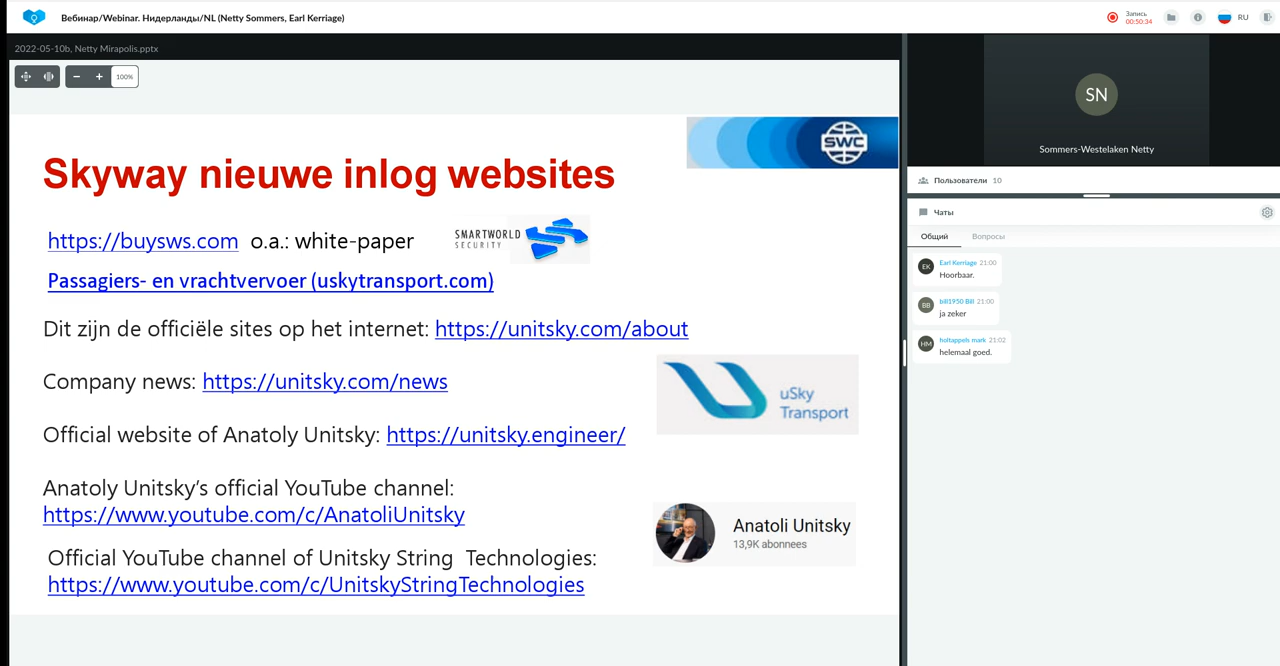 Вебинар/Webinar. Нидерланды/NL (Netty Sommers, Earl Kerriage)
Запись
00:50:34
RU
2022-05-10b, Netty Mirapolis.pptx
100%
SWC
Skyway nieuwe inlog websites
https://buysws.com o.a.: white-paper
SMARTWORLD
SECURITY
Passagiers- en vrachtvervoer (uskytransport.com)
Dit zijn de officiële sites op het internet: https://unitsky.com/about
Company news: https://unitsky.com/news
uSky
Transport
Official website of Anatoly Unitsky: https://unitsky.engineer/
Anatoly Unitsky’s official YouTube channel:
https://www.youtube.com/c/AnatoliUnitsky
Anatoli Unitsky
13,9K abonnees
Official YouTube channel of Unitsky String Technologies:
https://www.youtube.com/c/UnitskyStringTechnologies
SN
Sommers-Westelaken Netty
Пользователи 10
Чаты
Общий Вопросы
EK
Earl Kerriage 21:00
Hoorbaar.
BB
bill1950 Bill 21:00
ja zeker
HM
holtappels mark 21:02
helemaal goed.